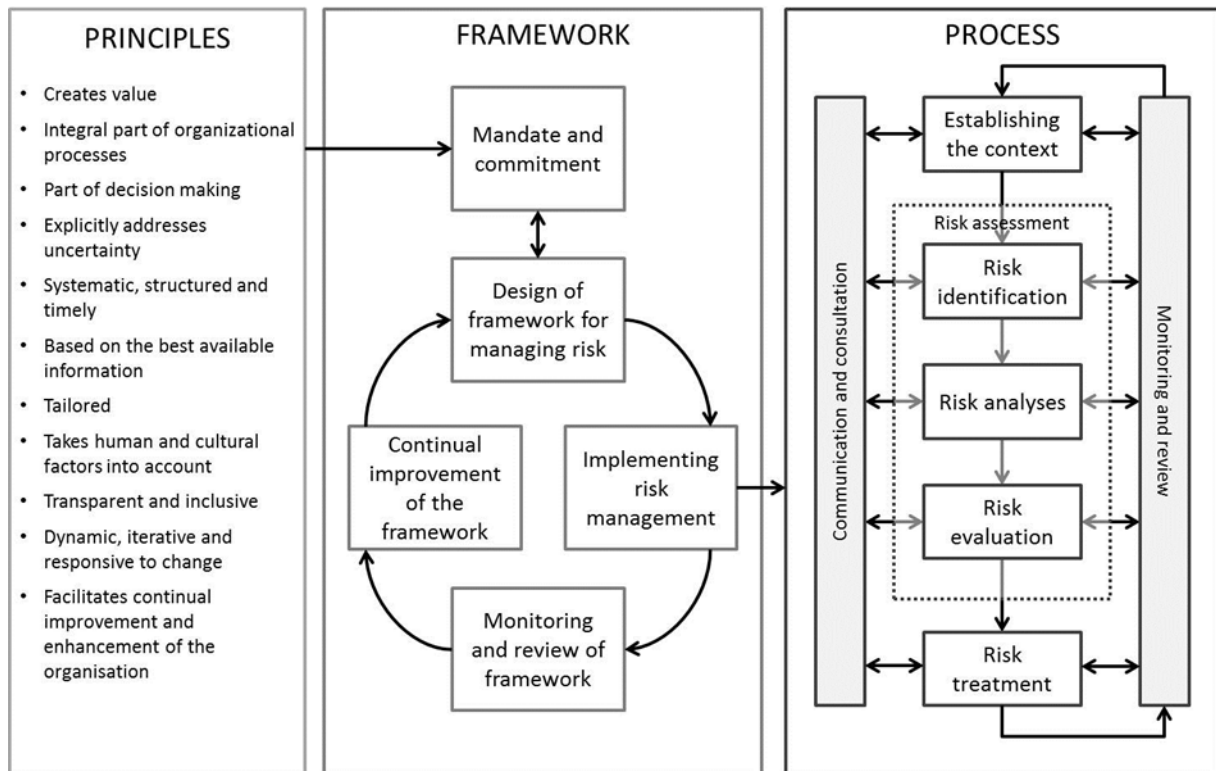 PRINCIPLES
• Creates value
• Integral part of organizational
processes
• Part of decision making
• Explicitly addresses
uncertainty
• Systematic, structured and
timely
• Based on the best available
information
• Tailored
• Takes human and cultural
factors into account
• Transparent and inclusive
• Dynamic, iterative and
responsive to change
• Facilitates continual
improvement and
enhancement of the
organisation
FRAMEWORK
Mandate and
commitment
Design of
framework for
managing risk
Continual
improvement
of the
framework
Implementing
risk
management
Monitoring
and review of
framework
PROCESS
Communication and consultation
Establishing
the context
Risk assessment
Risk
identification
Risk analyses
Risk
evaluation
Risk
treatment
Monitoring and review